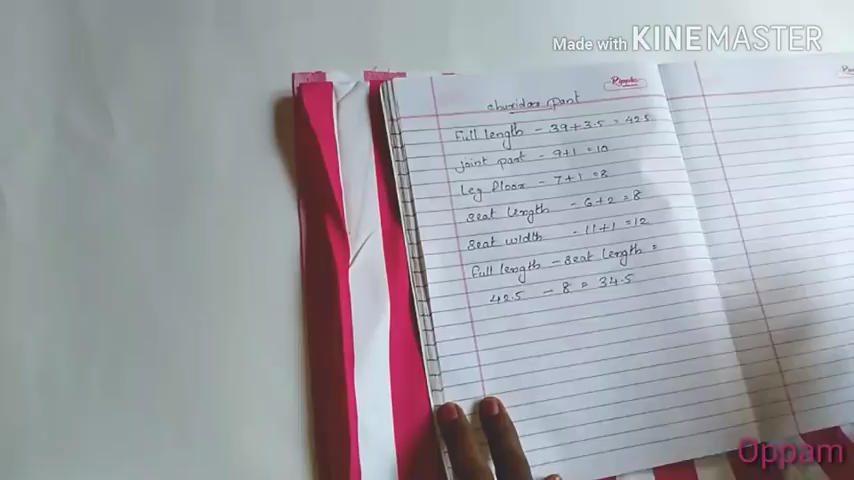 Made with KINEMASTER
churidar pant
Full length - 39+3.5 = 42.5
joint part - 9+1 = 10
Leg floor - 7+1 = 8
Seat length - 6+2 = 8
Seat width - 11+1 = 12
Full length - seat length =
42.5 - 8 = 34.5
Oppam